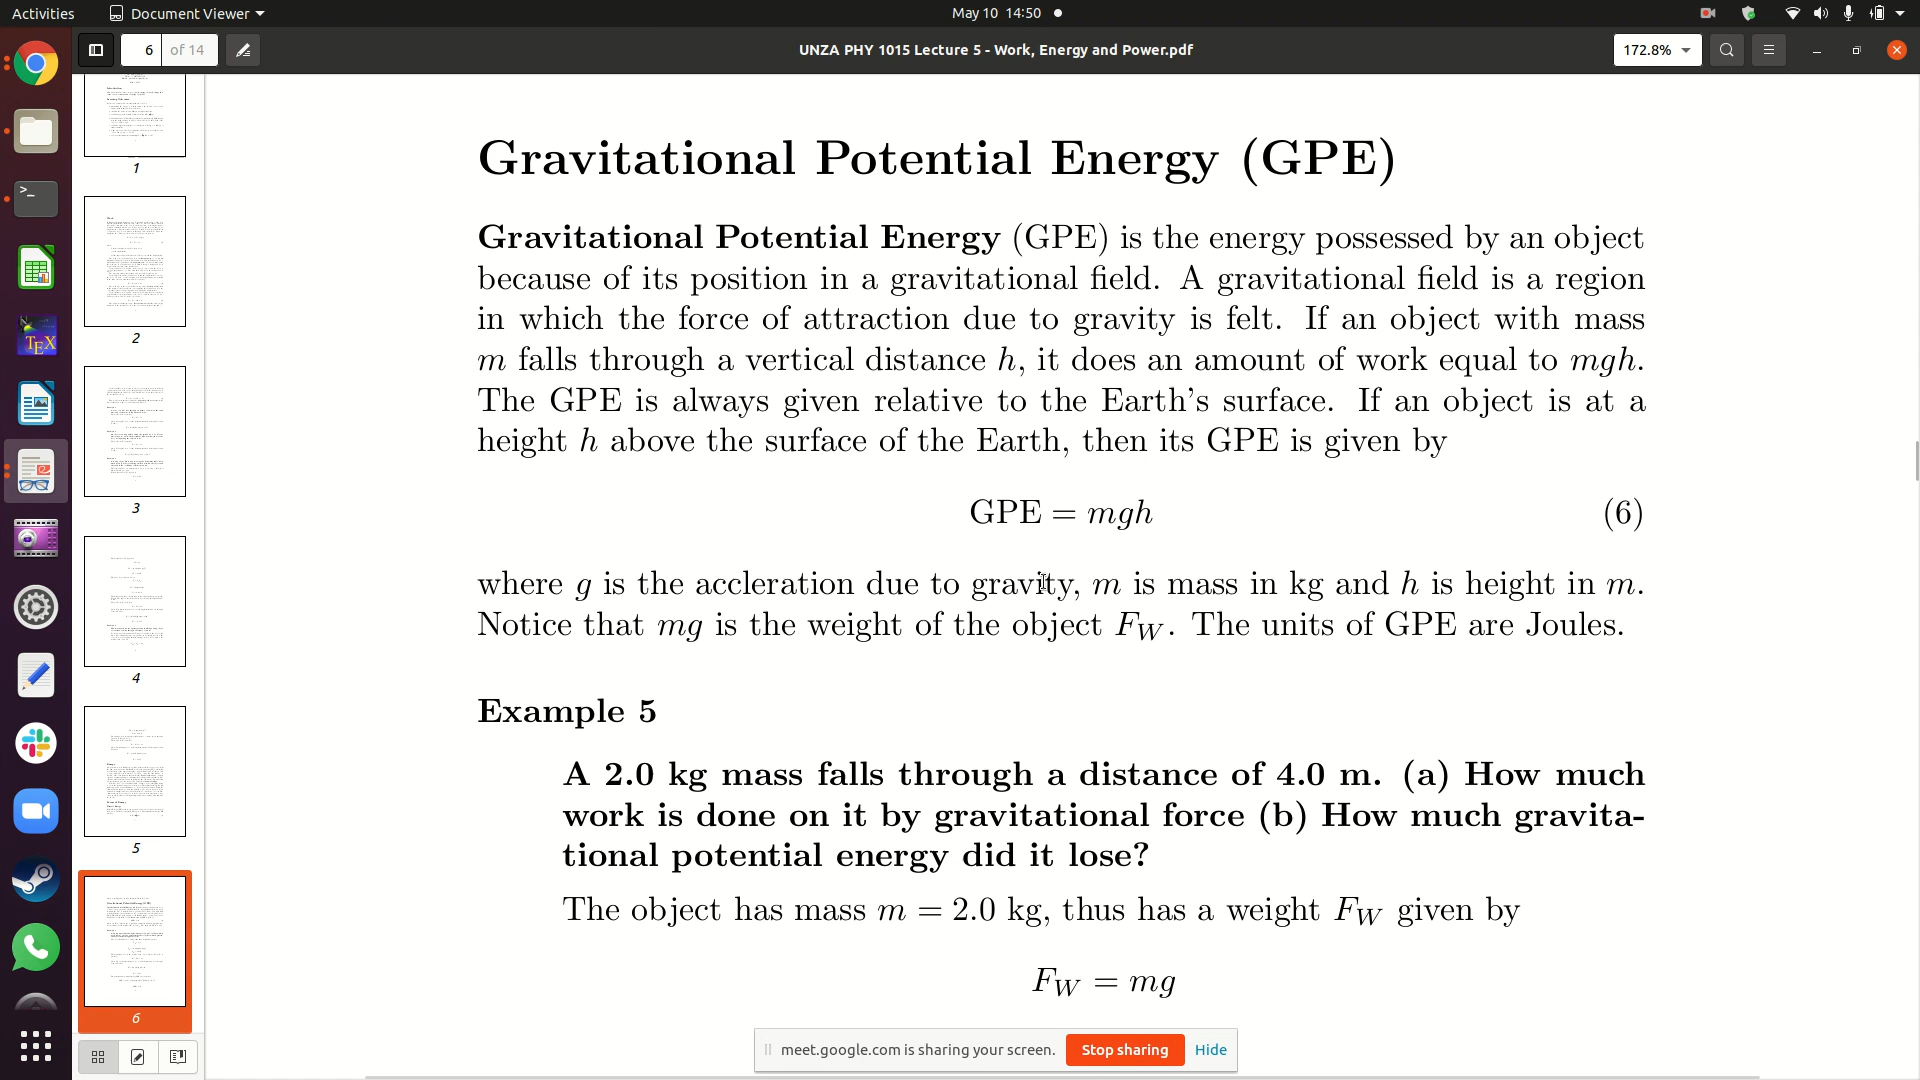 Activities Document Viewer May 10 14:50
6 of 14 UNZA PHY 1015 Lecture 5 - Work, Energy and Power.pdf 172.8%
1
2
3
4
5
6
Gravitational Potential Energy (GPE)
Gravitational Potential Energy (GPE) is the energy possessed by an object
because of its position in a gravitational field. A gravitational field is a region
in which the force of attraction due to gravity is felt. If an object with mass
m falls through a vertical distance h, it does an amount of work equal to mgh.
The GPE is always given relative to the Earth's surface. If an object is at a
height h above the surface of the Earth, then its GPE is given by
GPE = mgh (6)
where g is the accleration due to gravity, m is mass in kg and h is height in m.
Notice that mg is the weight of the object F_W. The units of GPE are Joules.
Example 5
A 2.0 kg mass falls through a distance of 4.0 m. (a) How much
work is done on it by gravitational force (b) How much gravita-
tional potential energy did it lose?
The object has mass m = 2.0 kg, thus has a weight F_W given by
F_W = mg
meet.google.com is sharing your screen. Stop sharing Hide